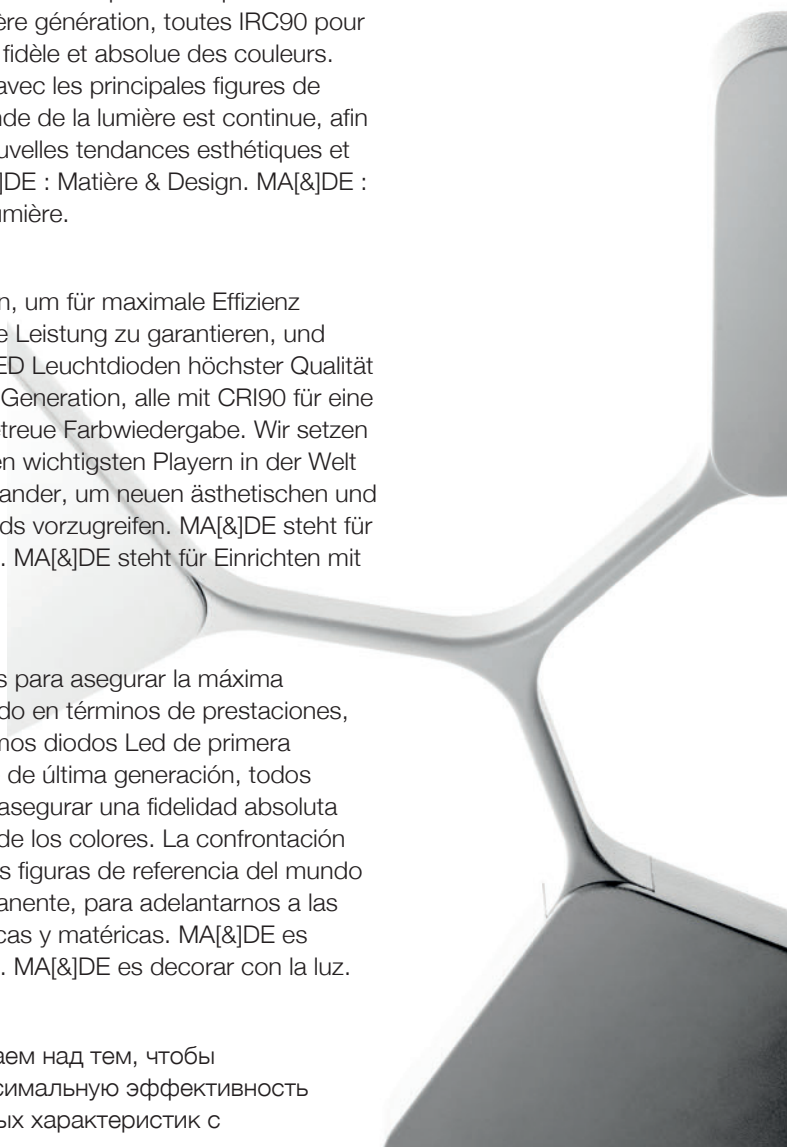 ère génération, toutes IRC90 pour
fidèle et absolue des couleurs.
avec les principales figures de
nde de la lumière est continue, afin
uvelles tendances esthétiques et
]DE : Matière & Design. MA[&]DE :
umière.
n, um für maximale Effizienz
e Leistung zu garantieren, und
ED Leuchtdioden höchster Qualität
Generation, alle mit CRI90 für eine
etreue Farbwiedergabe. Wir setzen
en wichtigsten Playern in der Welt
ander, um neuen ästhetischen und
ds vorzugreifen. MA[&]DE steht für
. MA[&]DE steht für Einrichten mit
s para asegurar la máxima
do en términos de prestaciones,
mos diodos Led de primera
de última generación, todos
asegurar una fidelidad absoluta
de los colores. La confrontación
s figuras de referencia del mundo
anente, para adelantarnos a las
cas y matéricas. MA[&]DE es
. MA[&]DE es decorar con la luz.
аем над тем, чтобы
симальную эффективность
ых характеристик с